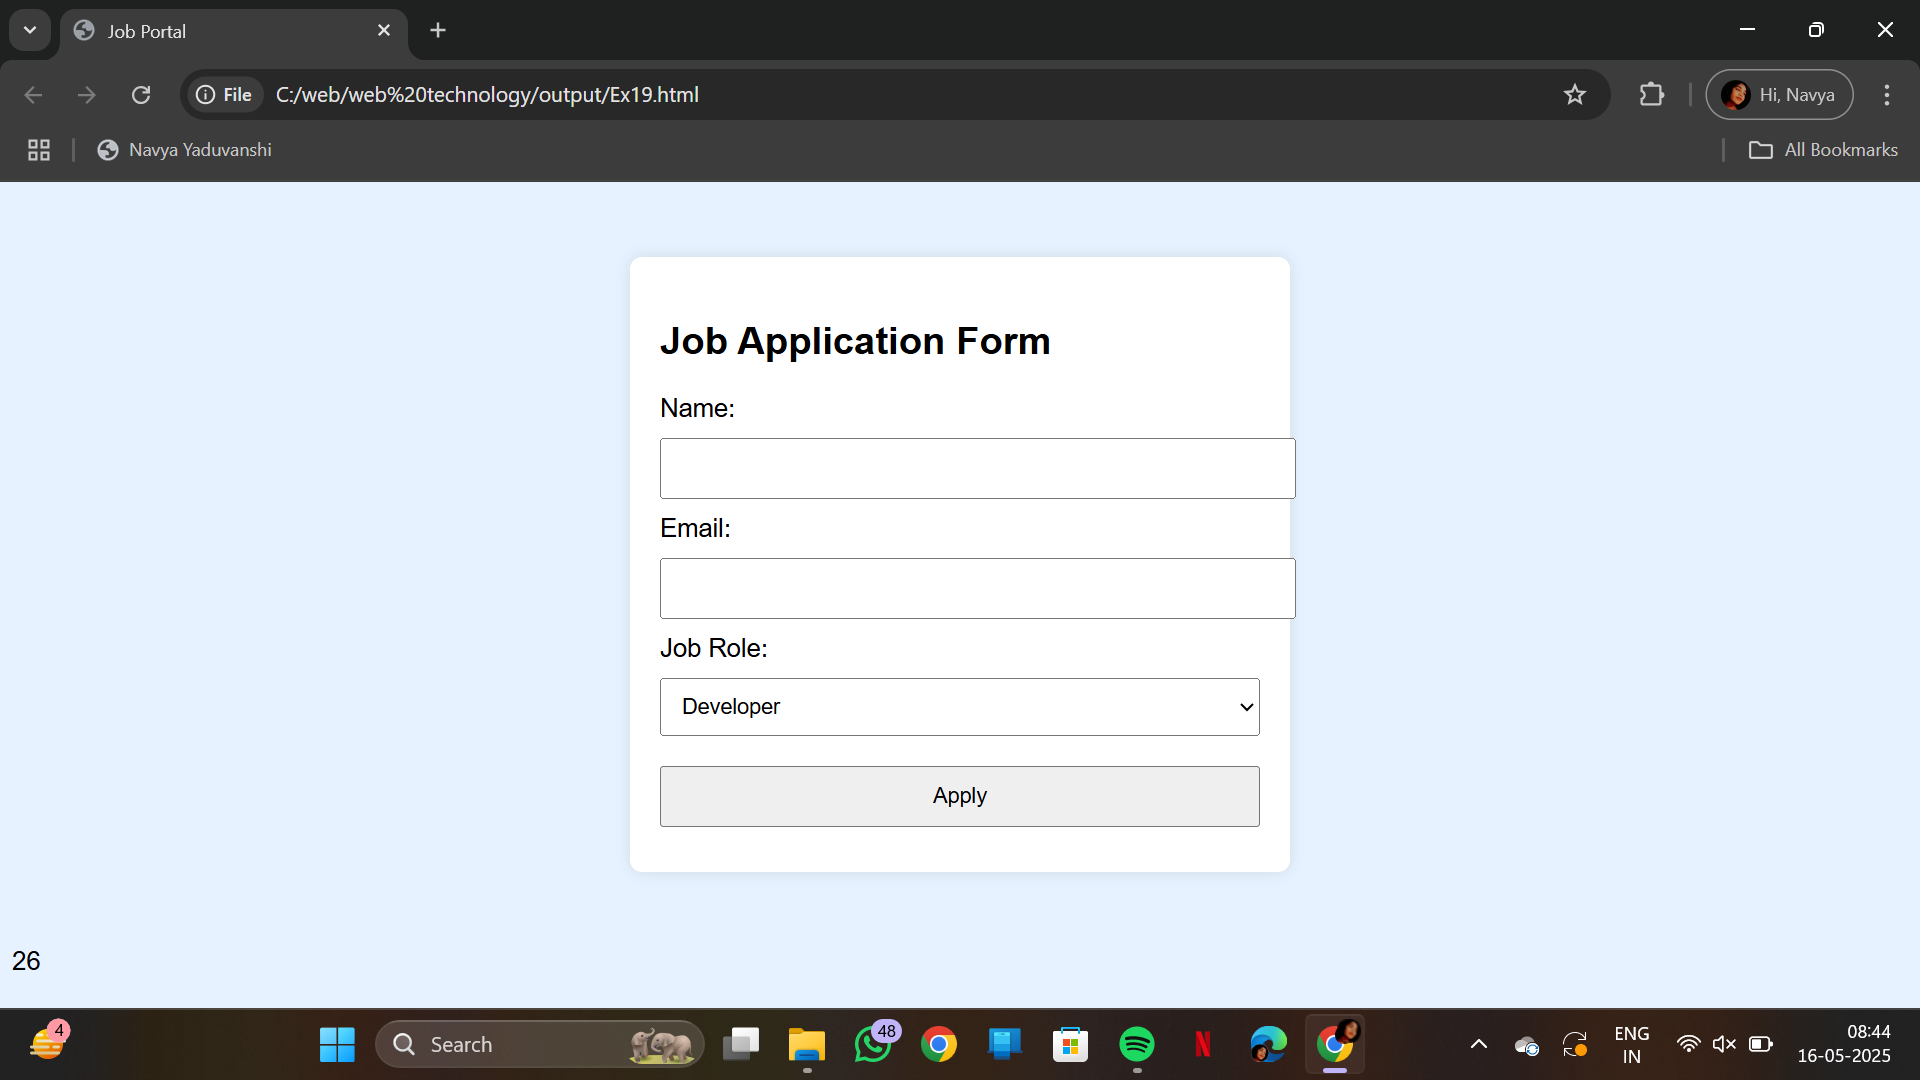 Job Portal
File C:/web/web%20technology/output/Ex19.html
Hi, Navya
Navya Yaduvanshi
All Bookmarks
Job Application Form
Name:
Email:
Job Role:
Developer
Apply
26
4
Search
48
N
ENG
IN
08:44
16-05-2025